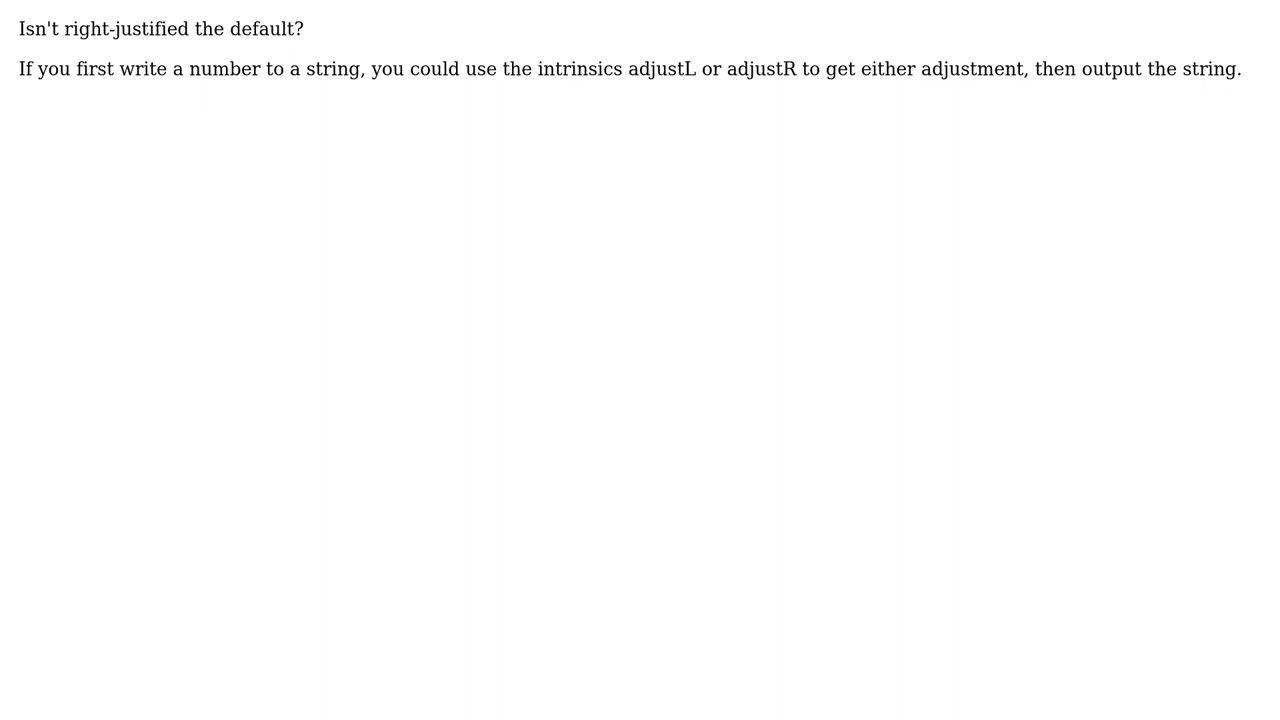 Isn't right-justified the default?
If you first write a number to a string, you could use the intrinsics adjustL or adjustR to get either adjustment, then output the string.